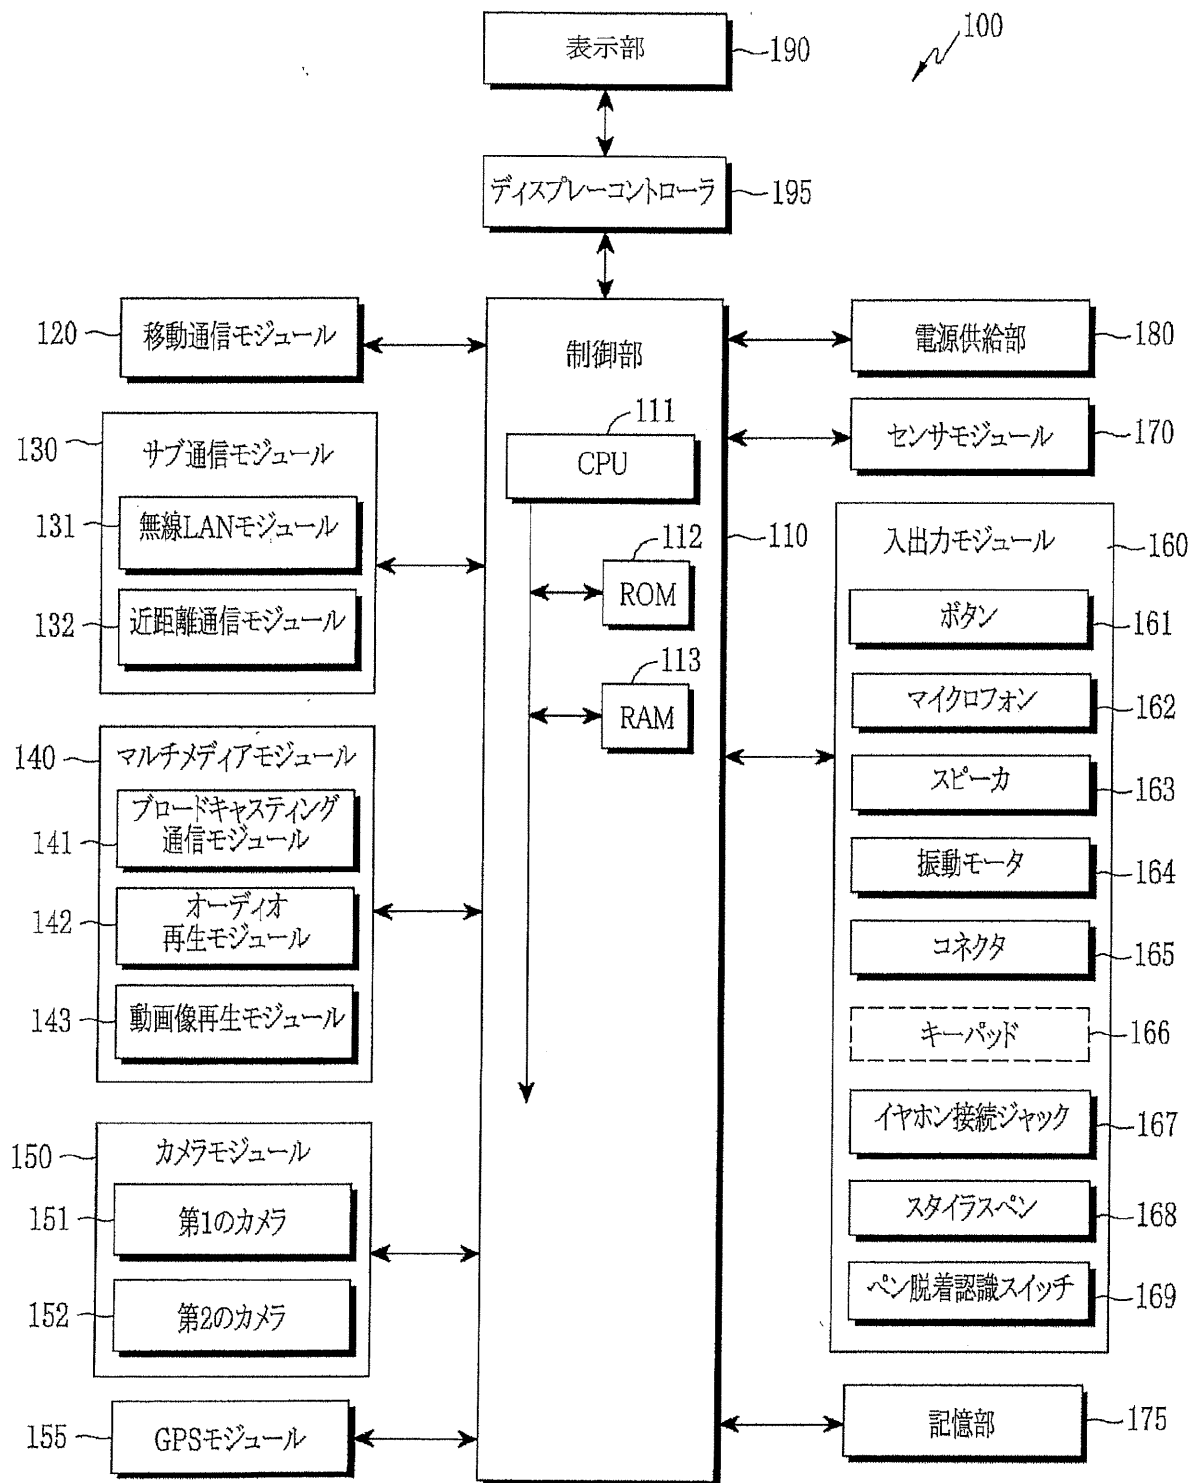 100
表示部
190
ディスプレーコントローラ
195
120
移動通信モジュール
130
サブ通信モジュール
131
無線LANモジュール
132
近距離通信モジュール
140
マルチメディアモジュール
141
ブロードキャスティング
通信モジュール
142
オーディオ
再生モジュール
143
動画像再生モジュール
150
カメラモジュール
151
第1のカメラ
152
第2のカメラ
155
GPSモジュール
制御部
111
CPU
112
ROM
113
RAM
110
電源供給部
180
センサモジュール
170
入出力モジュール
160
ボタン
161
マイクロフォン
162
スピーカ
163
振動モータ
164
コネクタ
165
キーパッド
166
イヤホン接続ジャック
167
スタイラスペン
168
ペン脱着認識スイッチ
169
記憶部
175